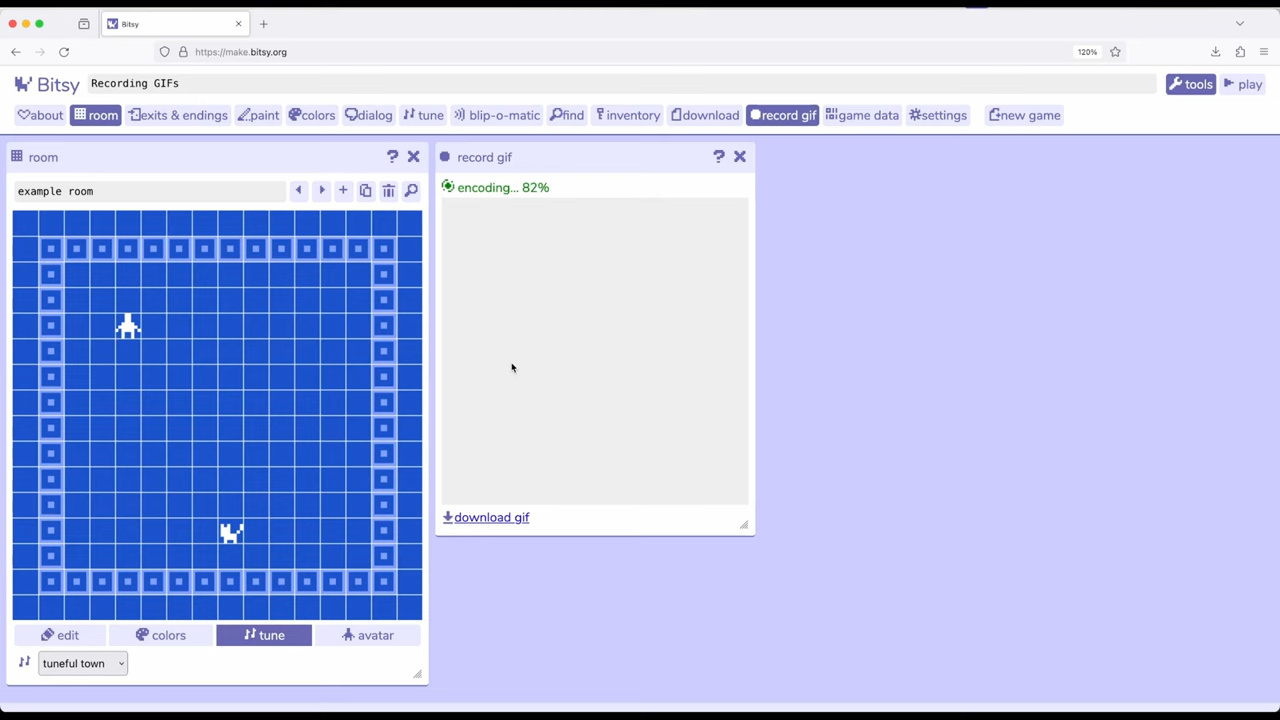 Bitsy
https://make.bitsy.org
120%
Bitsy
Recording GIFs
tools
play
about
room
exits & endings
paint
colors
dialog
tune
blip-o-matic
find
inventory
download
record gif
game data
settings
new game
room
?
example room
edit
colors
tune
avatar
tuneful town
record gif
?
encoding... 82%
download gif